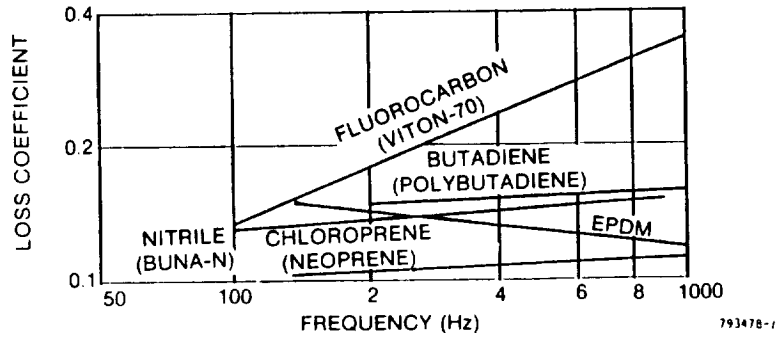 0.4
LOSS COEFFICIENT
FLUOROCARBON
(VITON-70)
0.2
BUTADIENE
(POLYBUTADIENE)
NITRILE
(BUNA-N)
CHLOROPRENE
(NEOPRENE)
EPDM
0.1
50 100 2 4 6 8 1000
FREQUENCY (Hz)
793478-1